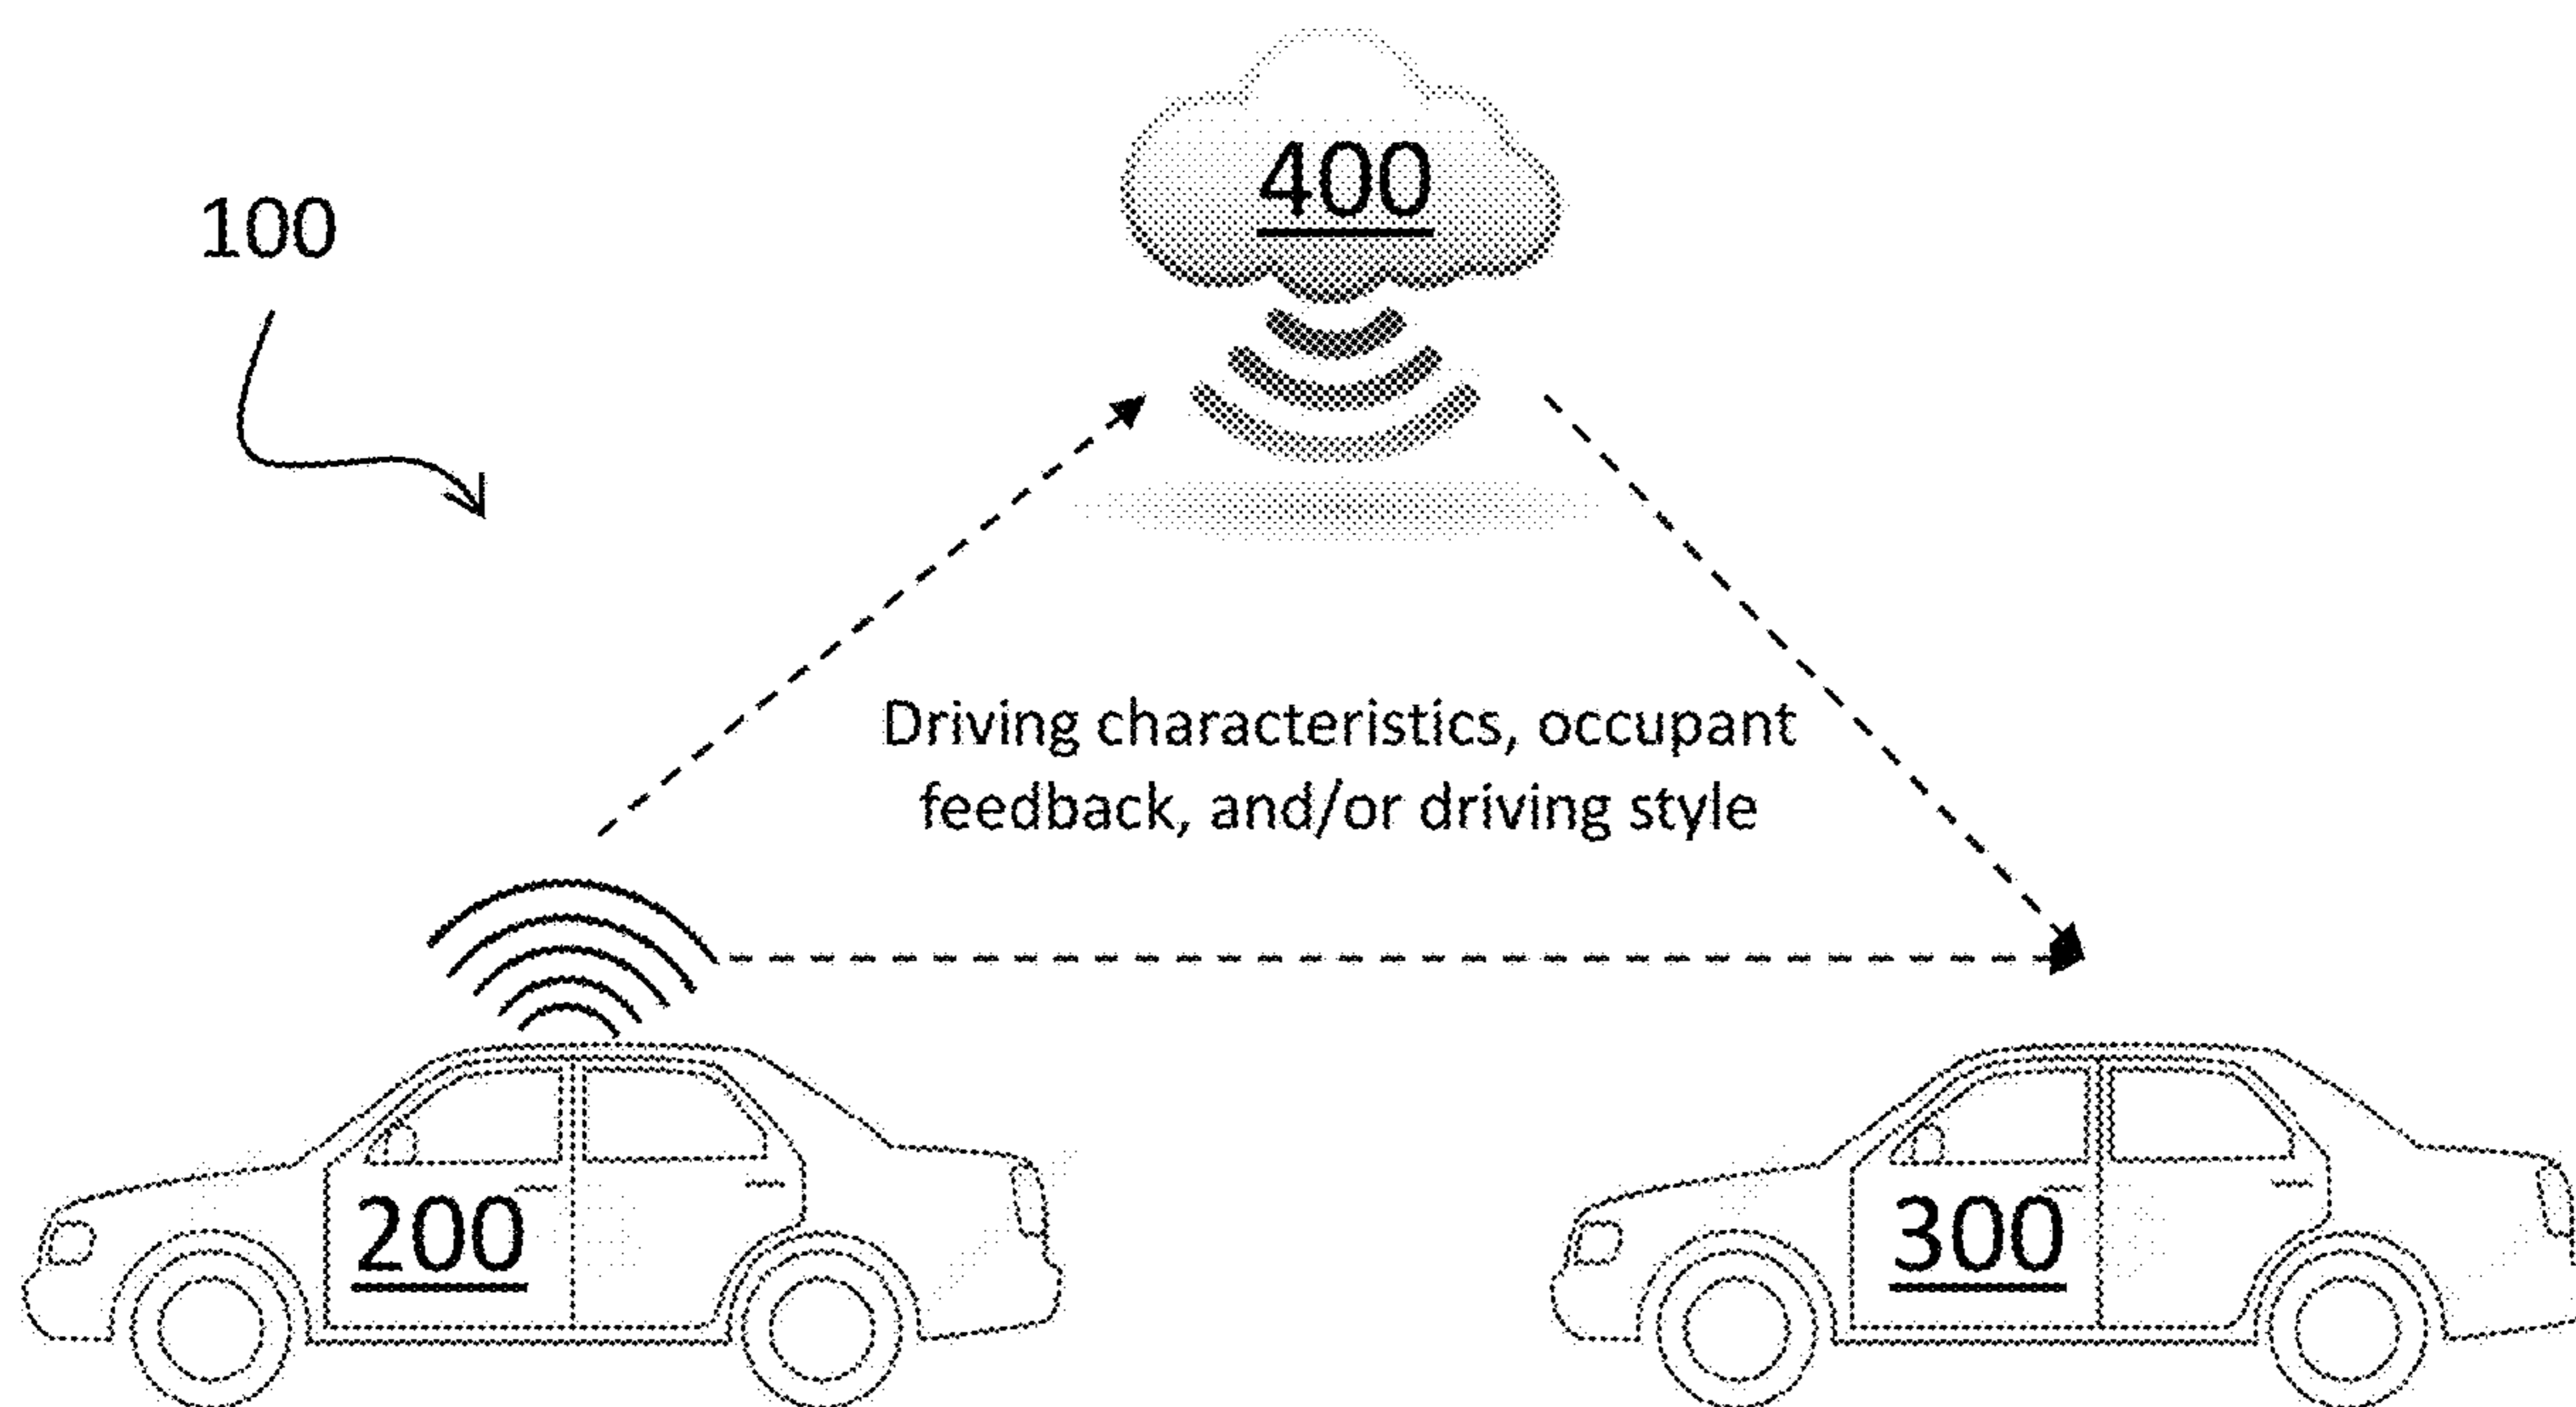 400
100
Driving characteristics, occupant
feedback, and/or driving style
200
300